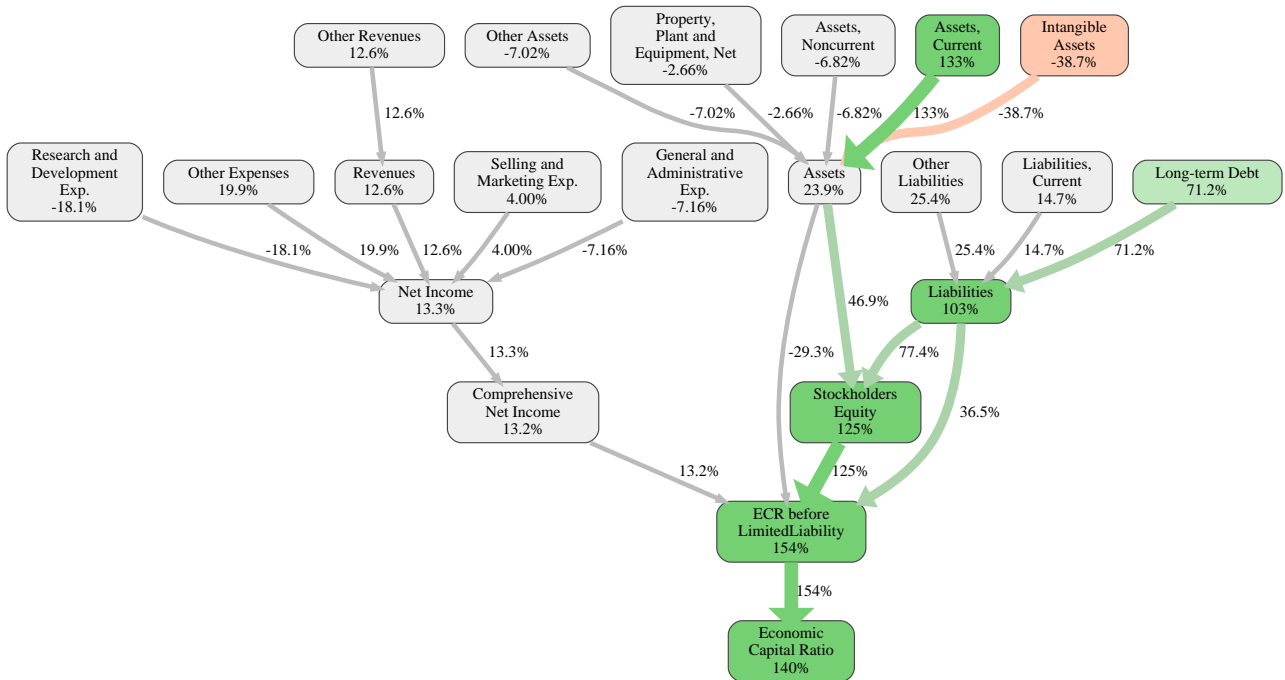 Other Revenues
12.6%
Other Assets
-7.02%
Property,
Plant and
Equipment, Net
-2.66%
Assets,
Noncurrent
-6.82%
Assets,
Current
133%
Intangible
Assets
-38.7%
12.6%
-7.02%
-2.66%
-6.82%
133%
-38.7%
Research and
Development
Exp.
-18.1%
Other Expenses
19.9%
Revenues
12.6%
Selling and
Marketing Exp.
4.00%
General and
Administrative
Exp.
-7.16%
Assets
23.9%
Other
Liabilities
25.4%
Liabilities,
Current
14.7%
Long-term Debt
71.2%
-18.1%
19.9%
12.6%
4.00%
-7.16%
25.4%
14.7%
71.2%
Net Income
13.3%
46.9%
Liabilities
103%
13.3%
-29.3%
77.4%
Comprehensive
Net Income
13.2%
Stockholders
Equity
125%
36.5%
13.2%
125%
ECR before
LimitedLiability
154%
154%
Economic
Capital Ratio
140%